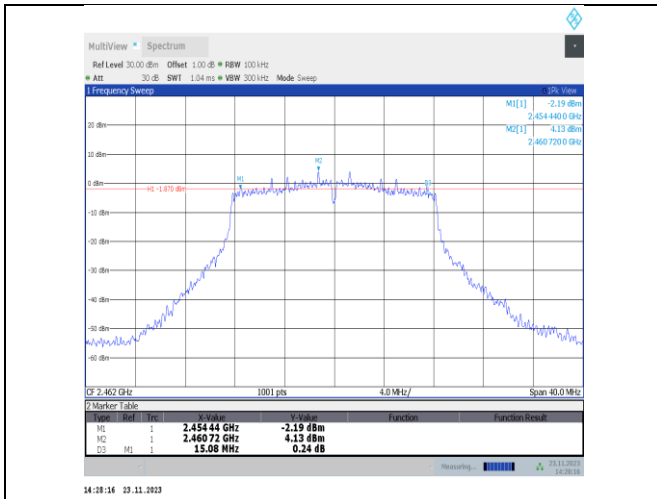 MultiView Spectrum
Ref Level 30.00 dBm Offset 1.00 dB RBW 100 kHz
Att 30 dB SWT 1.04 ms VBW 300 kHz Mode Sweep
1 Frequency Sweep 1Pk View
M1[1] -2.19 dBm
2.454 440 0 GHz
M2[1] 4.13 dBm
2.460 720 0 GHz
20 dBm
10 dBm
M2
M1 D3
0 dBm
H1 -1.870 dBm
-10 dBm
-20 dBm
-30 dBm
-40 dBm
-50 dBm
-60 dBm
CF 2.462 GHz 1001 pts 4.0 MHz/ Span 40.0 MHz
2 Marker Table
Type Ref Trc X-Value Y-Value Function Function Result
M1 1 2.454 44 GHz -2.19 dBm
M2 1 2.460 72 GHz 4.13 dBm
D3 M1 1 15.08 MHz 0.24 dB
Measuring... 23.11.2023
14:28:16
14:28:16 23.11.2023